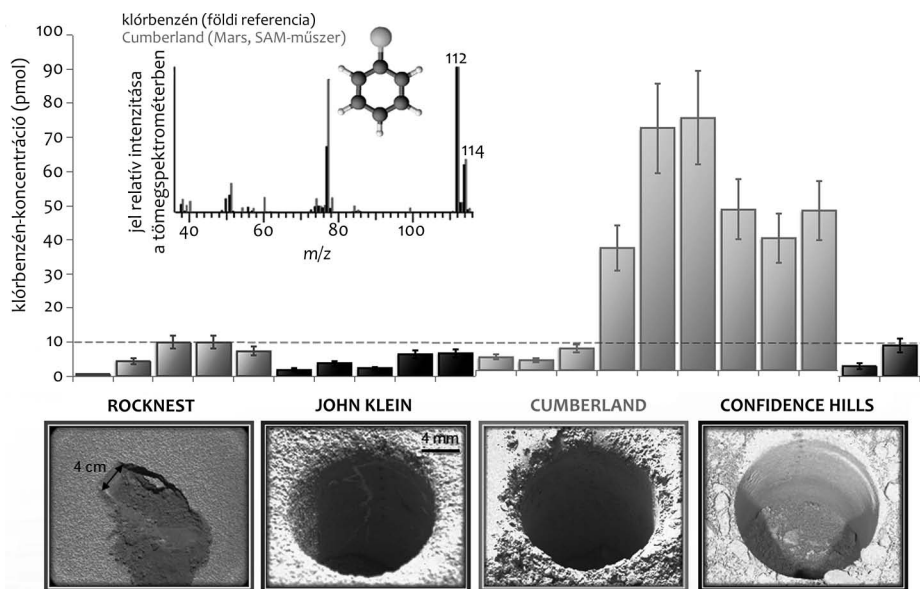 klórbenzén (földi referencia)
Cumberland (Mars, SAM-műszer)
jel relatív intenzitása
a tömegspektrométerben
112
114
40
60
80
100
m/z
klórbenzén-koncentráció (pmol)
100
90
80
70
60
50
40
30
20
10
0
ROCKNEST
JOHN KLEIN
CUMBERLAND
CONFIDENCE HILLS
4 cm
4 mm